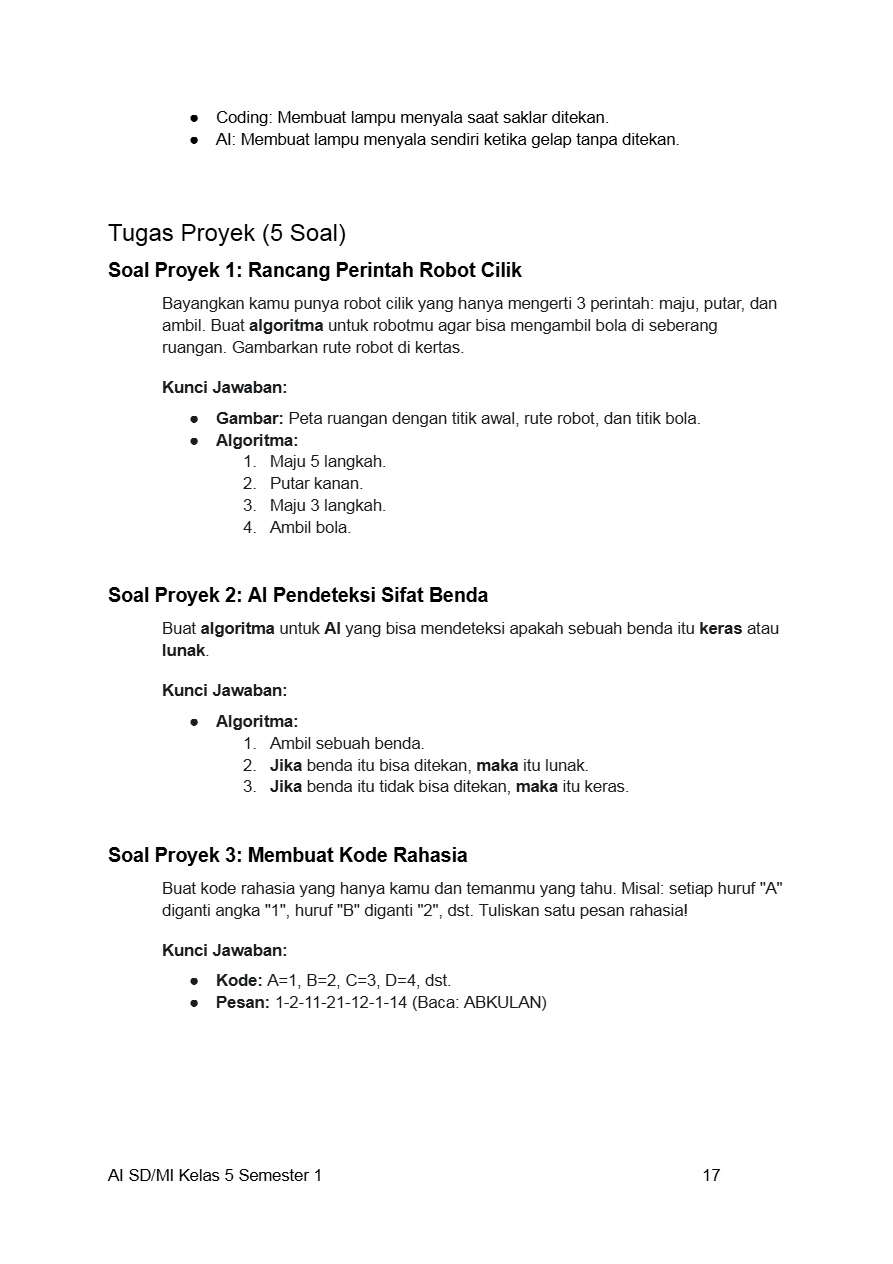 ● Coding: Membuat lampu menyala saat saklar ditekan.
● AI: Membuat lampu menyala sendiri ketika gelap tanpa ditekan.
Tugas Proyek (5 Soal)
Soal Proyek 1: Rancang Perintah Robot Cilik
Bayangkan kamu punya robot cilik yang hanya mengerti 3 perintah: maju, putar, dan
ambil. Buat algoritma untuk robotmu agar bisa mengambil bola di seberang
ruangan. Gambarkan rute robot di kertas.
Kunci Jawaban:
● Gambar: Peta ruangan dengan titik awal, rute robot, dan titik bola.
● Algoritma:
1. Maju 5 langkah.
2. Putar kanan.
3. Maju 3 langkah.
4. Ambil bola.
Soal Proyek 2: AI Pendeteksi Sifat Benda
Buat algoritma untuk AI yang bisa mendeteksi apakah sebuah benda itu keras atau
lunak.
Kunci Jawaban:
● Algoritma:
1. Ambil sebuah benda.
2. Jika benda itu bisa ditekan, maka itu lunak.
3. Jika benda itu tidak bisa ditekan, maka itu keras.
Soal Proyek 3: Membuat Kode Rahasia
Buat kode rahasia yang hanya kamu dan temanmu yang tahu. Misal: setiap huruf "A"
diganti angka "1", huruf "B" diganti "2", dst. Tuliskan satu pesan rahasia!
Kunci Jawaban:
● Kode: A=1, B=2, C=3, D=4, dst.
● Pesan: 1-2-11-21-12-1-14 (Baca: ABKULAN)
AI SD/MI Kelas 5 Semester 1 17